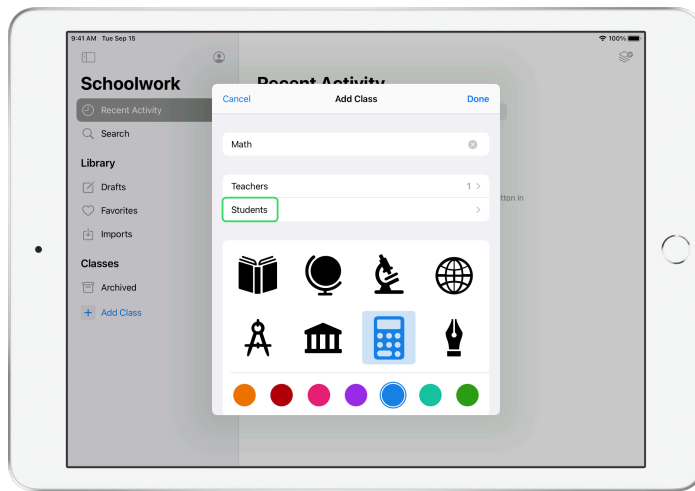 9:41 AM Tue Sep 15
100%
Schoolwork
Recent Activity
Search
Library
Drafts
Favorites
Imports
Classes
Archived
Add Class
Recent Activity
Cancel
Add Class
Done
Math
Teachers
1
Students
tton in